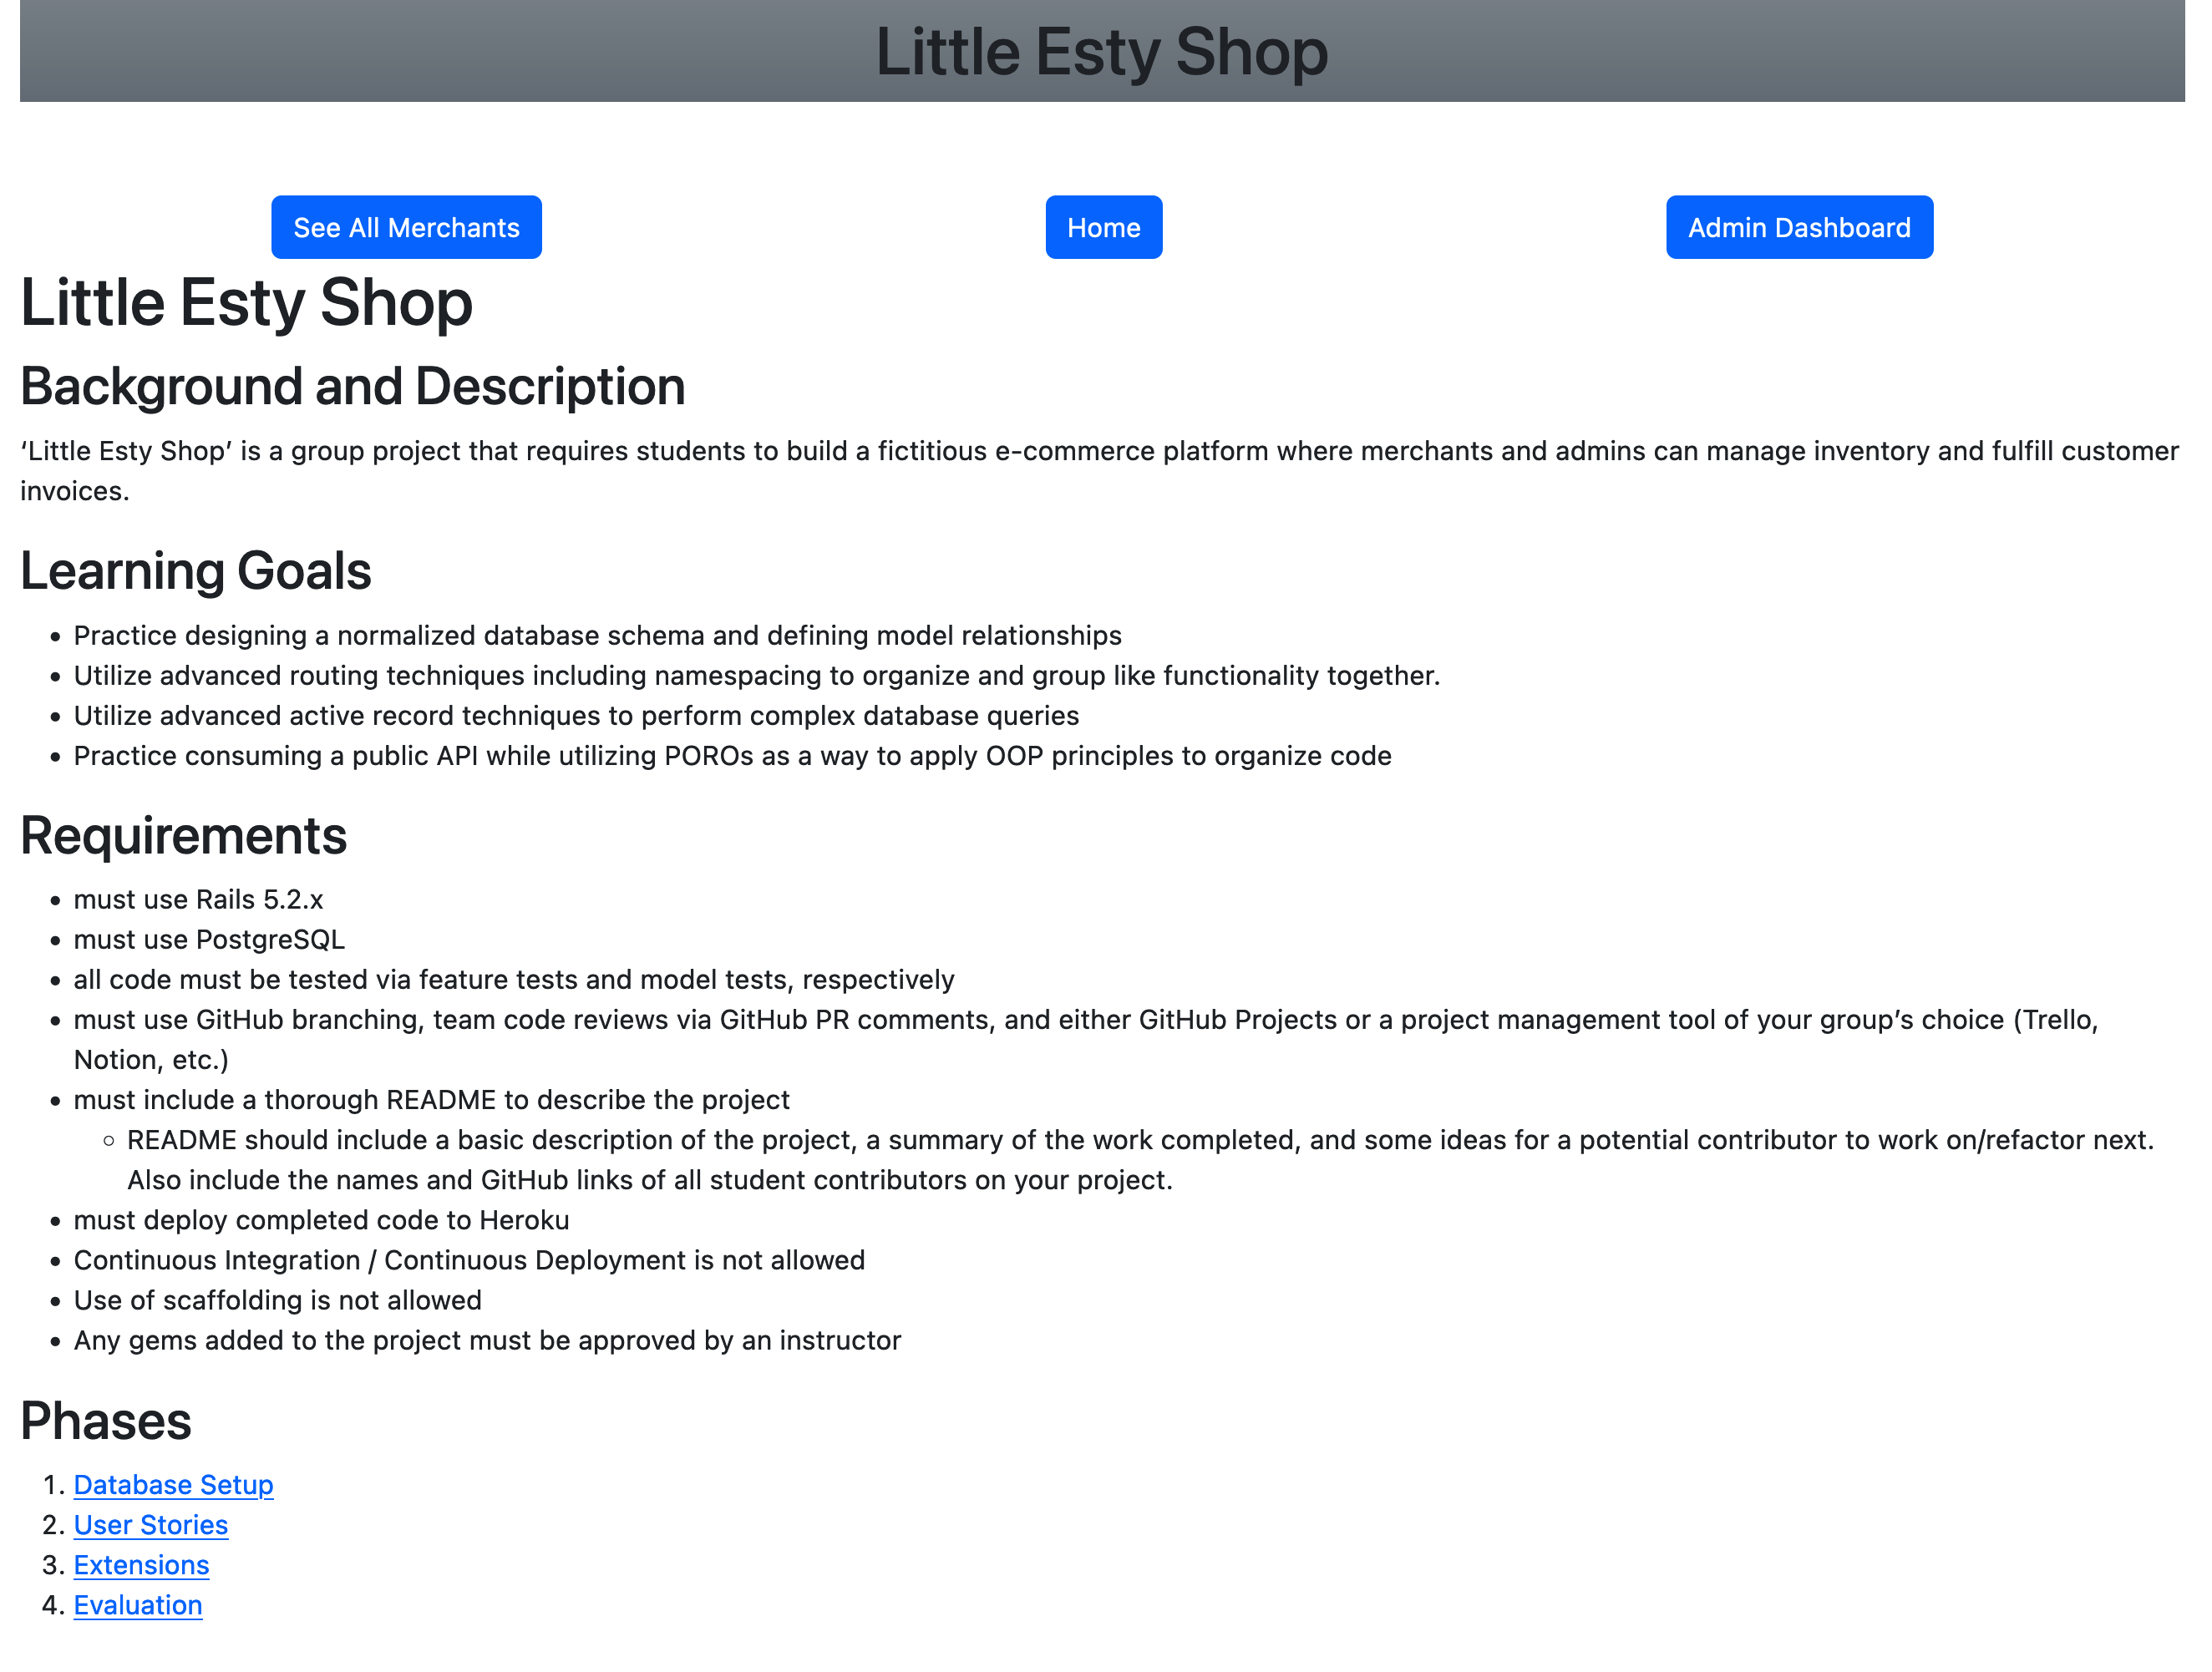 Little Esty Shop
See All Merchants
Home
Admin Dashboard
Little Esty Shop
Background and Description
‘Little Esty Shop’ is a group project that requires students to build a fictitious e-commerce platform where merchants and admins can manage inventory and fulfill customer
invoices.
Learning Goals
• Practice designing a normalized database schema and defining model relationships
• Utilize advanced routing techniques including namespacing to organize and group like functionality together.
• Utilize advanced active record techniques to perform complex database queries
• Practice consuming a public API while utilizing POROs as a way to apply OOP principles to organize code
Requirements
• must use Rails 5.2.x
• must use PostgreSQL
• all code must be tested via feature tests and model tests, respectively
• must use GitHub branching, team code reviews via GitHub PR comments, and either GitHub Projects or a project management tool of your group’s choice (Trello,
Notion, etc.)
• must include a thorough README to describe the project
◦ README should include a basic description of the project, a summary of the work completed, and some ideas for a potential contributor to work on/refactor next.
Also include the names and GitHub links of all student contributors on your project.
• must deploy completed code to Heroku
• Continuous Integration / Continuous Deployment is not allowed
• Use of scaffolding is not allowed
• Any gems added to the project must be approved by an instructor
Phases
1. Database Setup
2. User Stories
3. Extensions
4. Evaluation